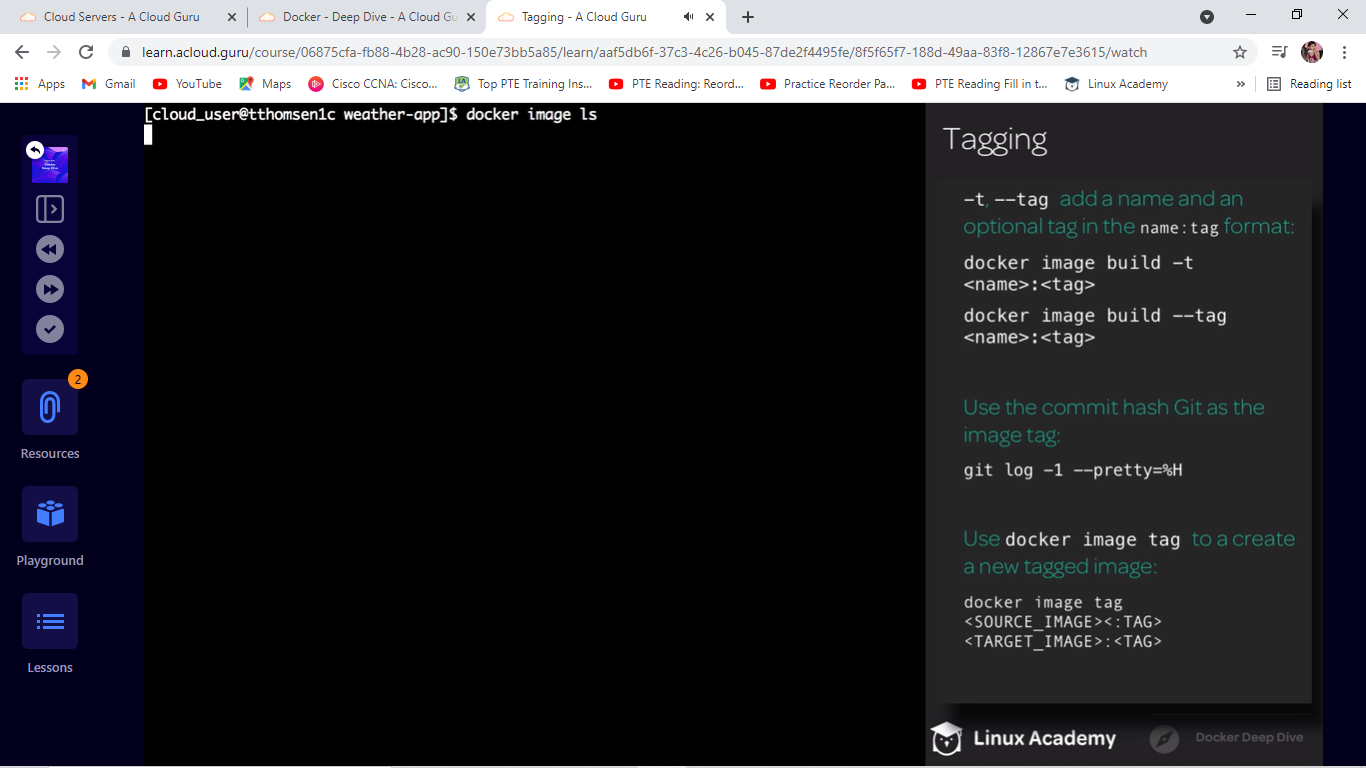 Cloud Servers - A Cloud Guru
Docker - Deep Dive - A Cloud Gu
Tagging - A Cloud Guru
learn.acloud.guru/course/06875cfa-fb88-4b28-ac90-150e73bb5a85/learn/aaf5db6f-37c3-4c26-b045-87de2f4495fe/8f5f65f7-188d-49aa-83f8-12867e7e3615/watch
Apps
Gmail
YouTube
Maps
Cisco CCNA: Cisco...
Top PTE Training Ins...
PTE Reading: Reord...
Practice Reorder Pa...
PTE Reading Fill in t...
Linux Academy
»
Reading list
[cloud_user@tthomsen1c weather-app]$ docker image ls
Docker
Deep Dive
2
Resources
Playground
Lessons
Tagging
-t, --tag add a name and an
optional tag in the name:tag format:
docker image build -t
<name>:<tag>
docker image build --tag
<name>:<tag>
Use the commit hash Git as the
image tag:
git log -1 --pretty=%H
Use docker image tag to a create
a new tagged image:
docker image tag
<SOURCE_IMAGE><:TAG>
<TARGET_IMAGE>:<TAG>
Linux Academy
Docker Deep Dive